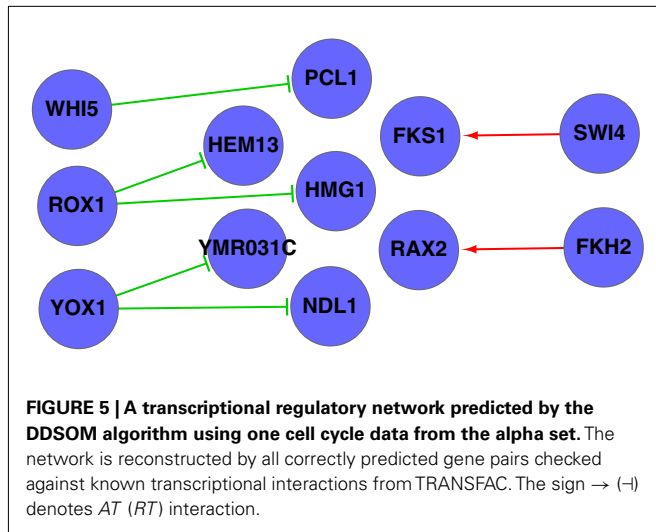 PCL1
WHI5
HEM13
FKS1
SWI4
ROX1
HMG1
YMR031C
RAX2
FKH2
YOX1
NDL1
FIGURE 5 | A transcriptional regulatory network predicted by the
DDSOM algorithm using one cell cycle data from the alpha set. The
network is reconstructed by all correctly predicted gene pairs checked
against known transcriptional interactions from TRANSFAC. The sign → (⊣)
denotes AT (RT) interaction.